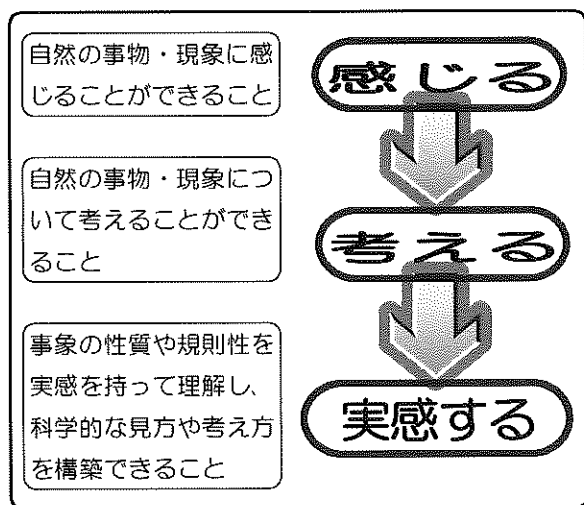 自然の事物・現象に感
じることができること
感じる
自然の事物・現象につ
いて考えることができ
ること
考える
事象の性質や規則性を
実感を持って理解し、
科学的な見方や考え方
を構築できること
実感する